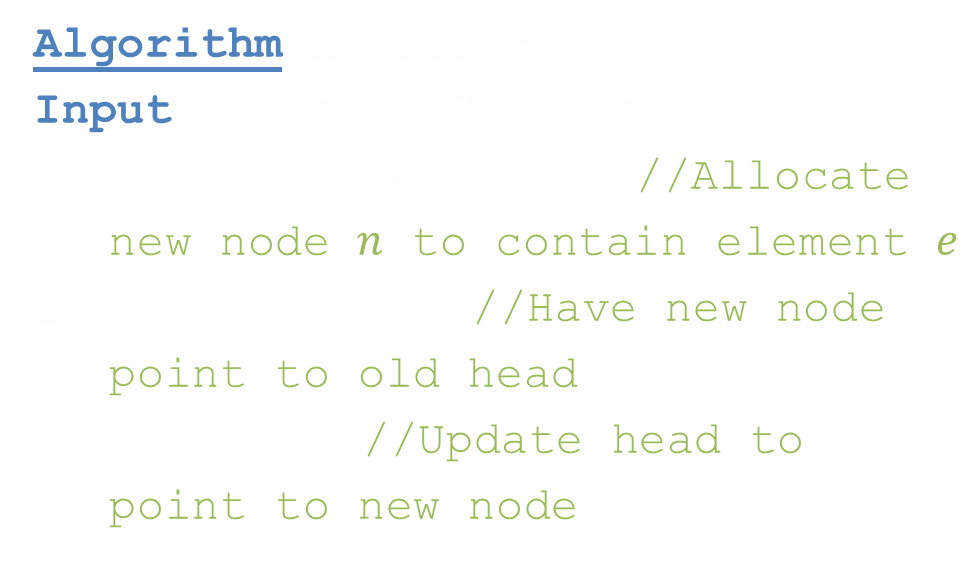 Algorithm
Input
//Allocate
new node n to contain element e
//Have new node
point to old head
//Update head to
point to new node